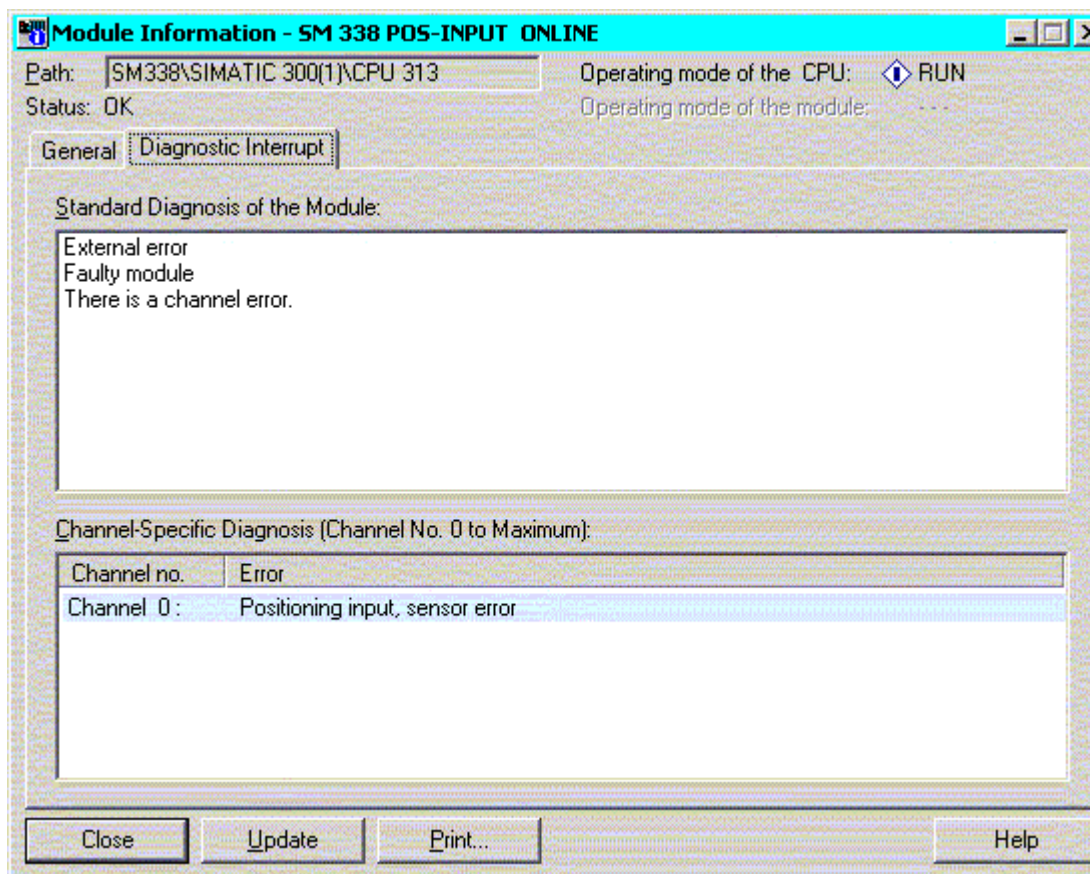 Module Information - SM 338 POS-INPUT ONLINE
Path: SM338\SIMATIC 300(1)\CPU 313 Operating mode of the CPU: RUN
Status: OK Operating mode of the module: - - -
General Diagnostic Interrupt
Standard Diagnosis of the Module:
External error
Faulty module
There is a channel error.
Channel-Specific Diagnosis (Channel No. 0 to Maximum):
Channel no. Error
Channel 0 : Positioning input, sensor error
Close Update Print... Help